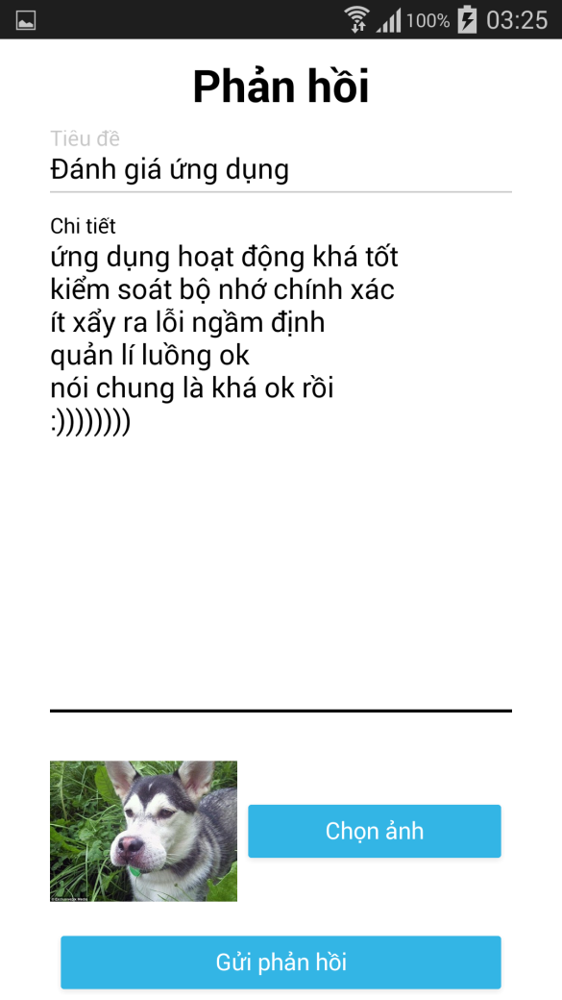 100% 03:25
Phản hồi
Tiêu đề
Đánh giá ứng dụng
Chi tiết
ứng dụng hoạt động khá tốt
kiểm soát bộ nhớ chính xác
ít xẩy ra lỗi ngầm định
quản lí luồng ok
nói chung là khá ok rồi
:))))))))
Chọn ảnh
Gửi phản hồi